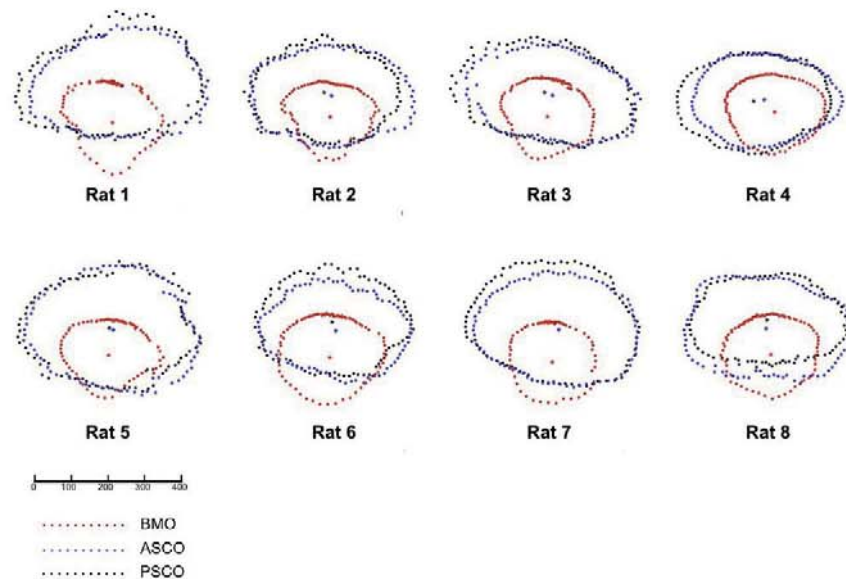 Rat 1 Rat 2 Rat 3 Rat 4
Rat 5 Rat 6 Rat 7 Rat 8
0 100 200 300 400
BMO
ASCO
PSCO